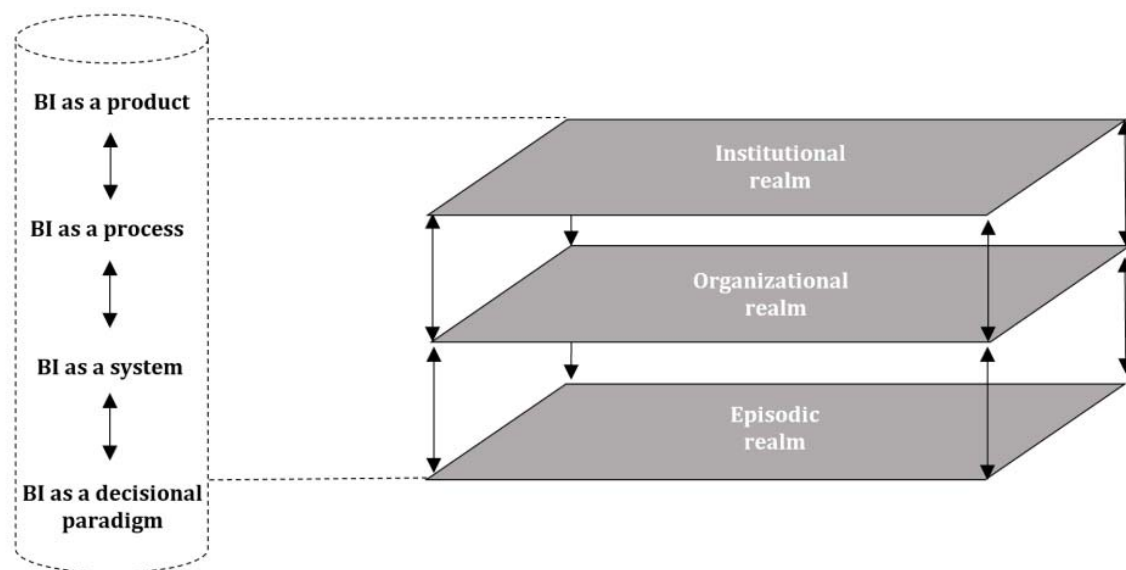 BI as a product
BI as a process
BI as a system
BI as a decisional
paradigm
Institutional
realm
Organizational
realm
Episodic
realm